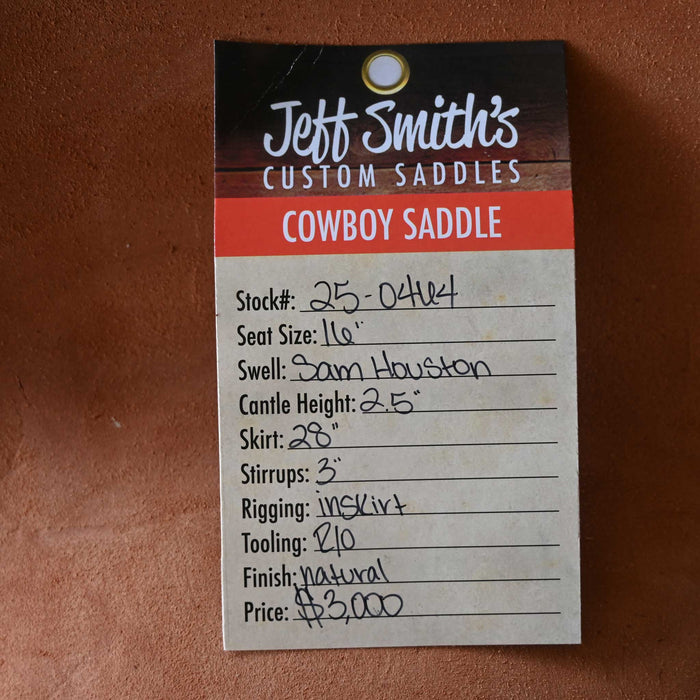 Jeff Smith's
CUSTOM SADDLES
COWBOY SADDLE
Stock#: 25-0464
Seat Size: 16"
Swell: Sam Houston
Cantle Height: 2.5"
Skirt: 28"
Stirrups: 3"
Rigging: inskirt
Tooling: R/O
Finish: natural
Price: $3,000